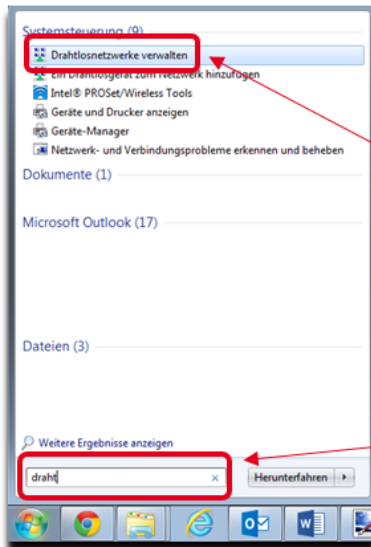 Systemsteuerung (9)
Drahtlosnetzwerke verwalten
Ein Drahtlosgerät zum Netzwerk hinzufügen
Intel® PROSet/Wireless Tools
Geräte und Drucker anzeigen
Geräte-Manager
Netzwerk- und Verbindungsprobleme erkennen und beheben
Dokumente (1)
Microsoft Outlook (17)
Dateien (3)
Weitere Ergebnisse anzeigen
draht
Herunterfahren